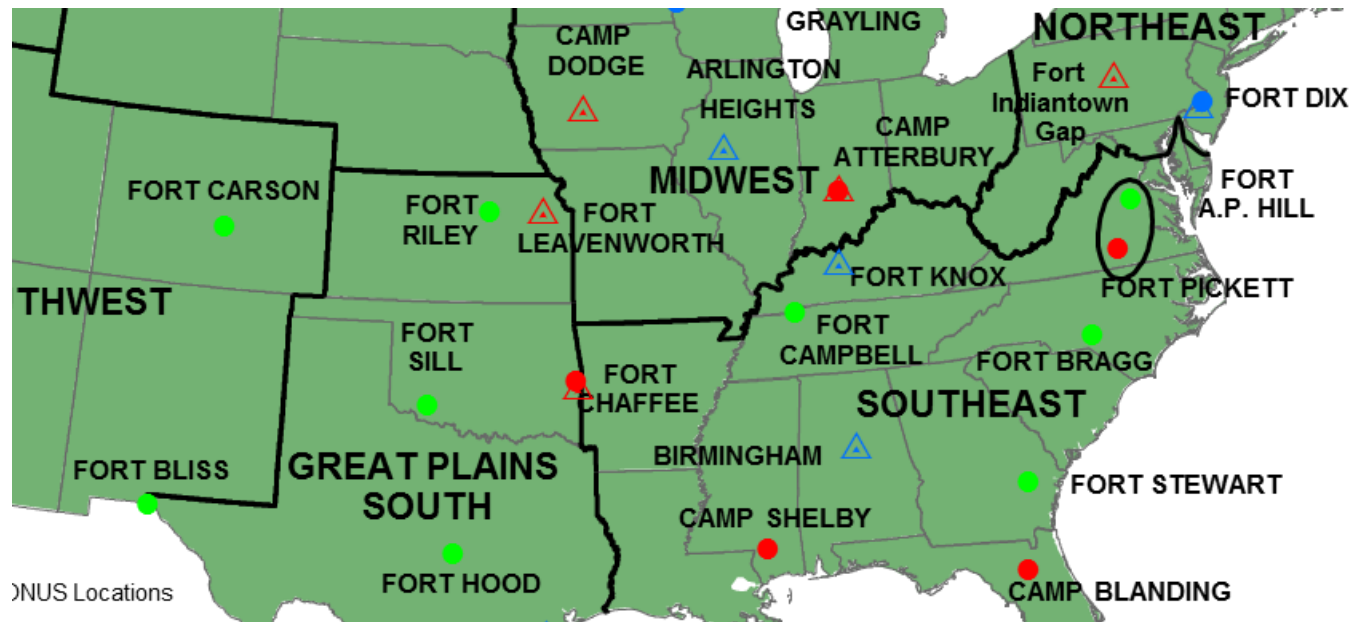 GRAYLING
NORTHEAST
CAMP
DODGE
ARLINGTON
HEIGHTS
Fort
Indiantown
Gap
FORT DIX
CAMP
ATTERBURY
MIDWEST
FORT CARSON
FORT
RILEY
FORT
LEAVENWORTH
FORT
A.P. HILL
FORT KNOX
FORT PICKETT
THWEST
FORT
SILL
FORT
CAMPBELL
FORT BRAGG
FORT
CHAFFEE
SOUTHEAST
BIRMINGHAM
FORT BLISS
GREAT PLAINS
SOUTH
FORT STEWART
CAMP SHELBY
FORT HOOD
CAMP BLANDING
ONUS Locations